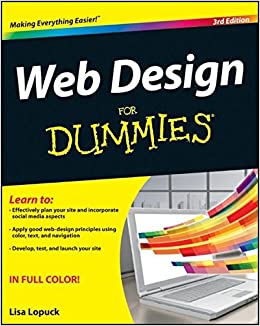 Making Everything Easier!™
3rd Edition
Web Design
FOR
DUMMIES®
Learn to:
• Effectively plan your site and incorporate
social media aspects
• Apply good web-design principles using
color, text, and navigation
• Develop, test, and launch your site
IN FULL COLOR!
Lisa Lopuck